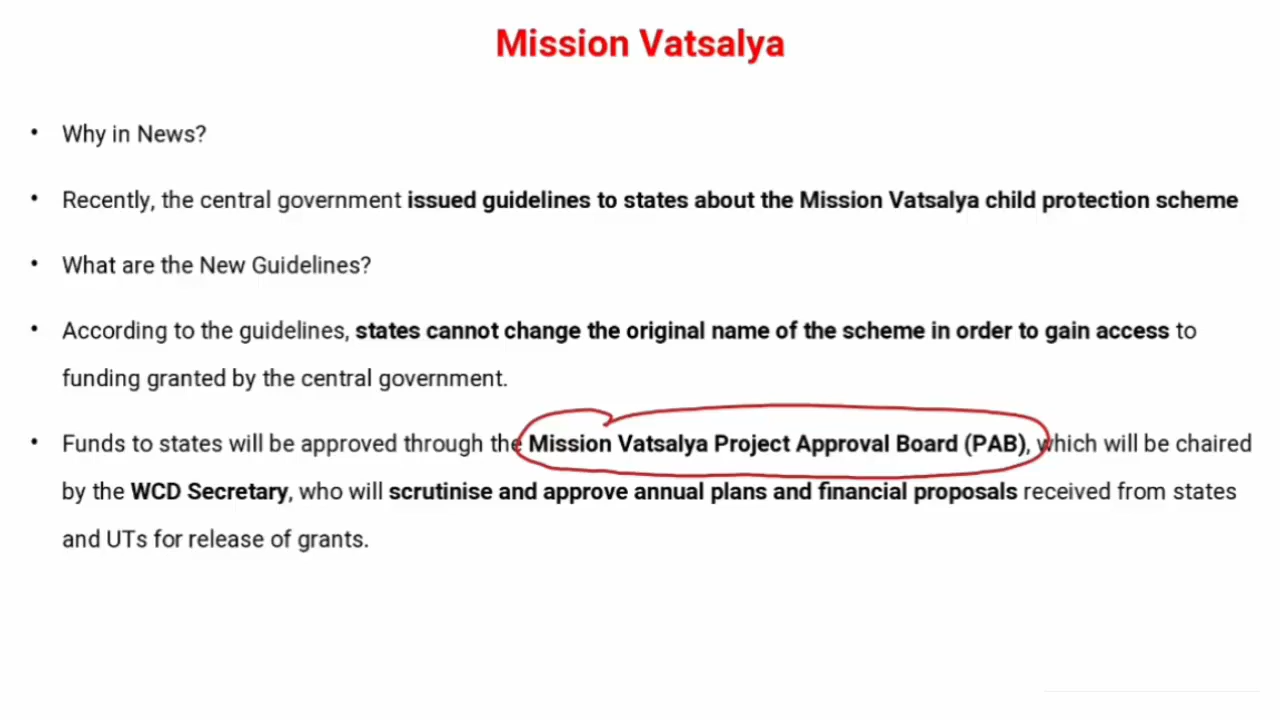 Mission Vatsalya
• Why in News?
• Recently, the central government issued guidelines to states about the Mission Vatsalya child protection scheme
• What are the New Guidelines?
• According to the guidelines, states cannot change the original name of the scheme in order to gain access to
funding granted by the central government.
• Funds to states will be approved through the Mission Vatsalya Project Approval Board (PAB), which will be chaired
by the WCD Secretary, who will scrutinise and approve annual plans and financial proposals received from states
and UTs for release of grants.